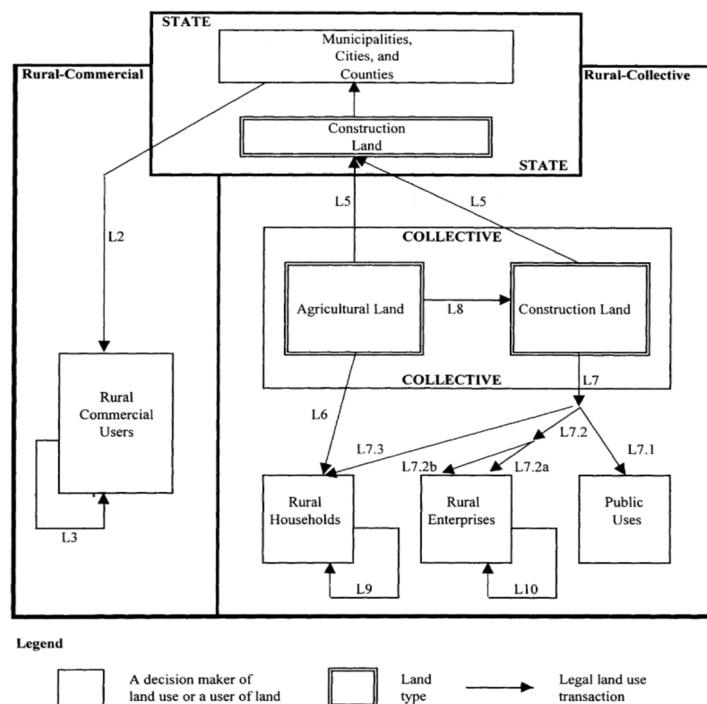 STATE
Municipalities,
Cities, and
Counties
Rural-Commercial
Rural-Collective
Construction
Land
STATE
L5
L5
L2
COLLECTIVE
Agricultural Land
L8
Construction Land
COLLECTIVE
L7
L6
Rural
Commercial
Users
L7.3
L7.2
L7.1
L7.2b
L7.2a
Rural
Households
Rural
Enterprises
Public
Uses
L3
L9
L10
Legend
A decision maker of
land use or a user of land
Land
type
Legal land use
transaction